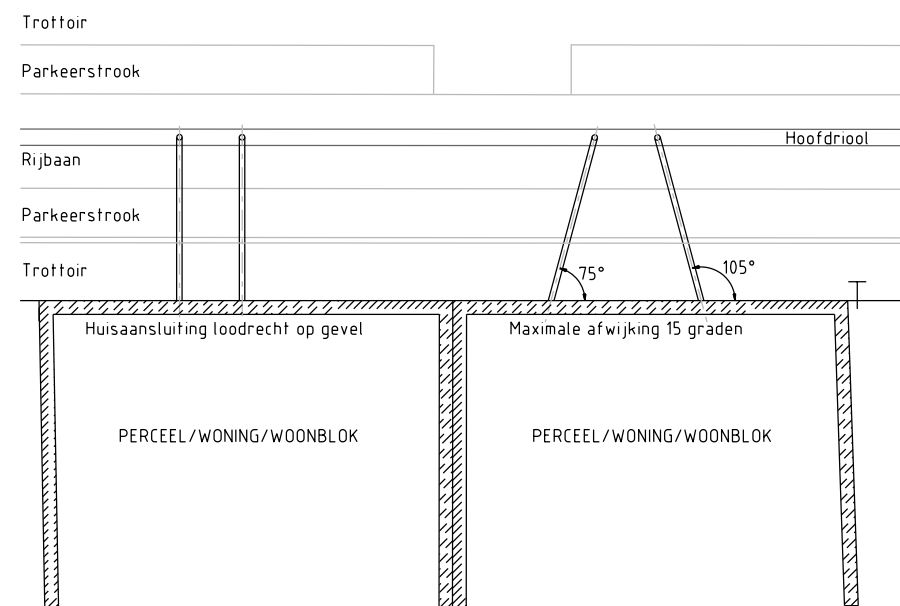 Trottoir
Parkeerstrook
Hoofdriool
Rijbaan
Parkeerstrook
Trottoir
75°
105°
Huisaansluiting loodrecht op gevel
Maximale afwijking 15 graden
PERCEEL/WONING/WOONBLOK
PERCEEL/WONING/WOONBLOK